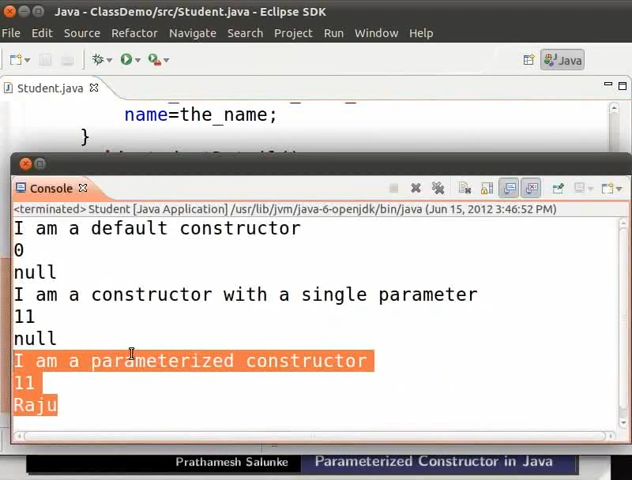 Java - ClassDemo/src/Student.java - Eclipse SDK
File Edit Source Refactor Navigate Search Project Run Window Help
Java
Student.java
name=the_name;
}
Console
<terminated> Student [Java Application] /usr/lib/jvm/java-6-openjdk/bin/java (Jun 15, 2012 3:46:52 PM)
I am a default constructor
0
null
I am a constructor with a single parameter
11
null
I am a parameterized constructor
11
Raju
Prathamesh Salunke Parameterized Constructor in Java